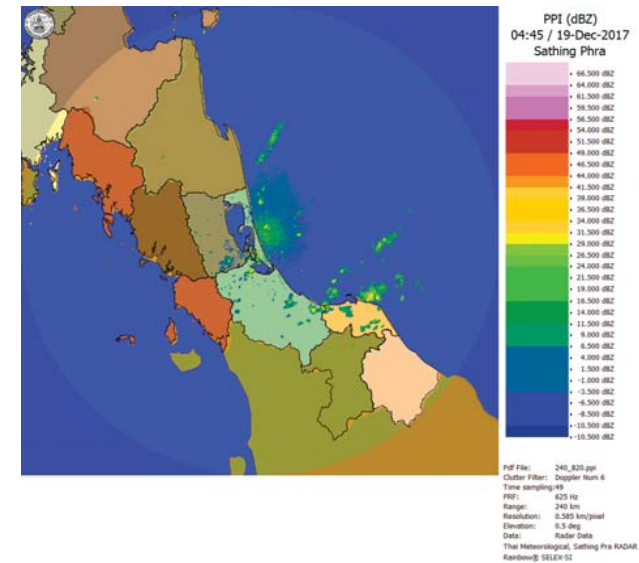 PPI (dBZ)
04:45 / 19-Dec-2017
Sathing Phra
66.500 dBZ
64.000 dBZ
61.500 dBZ
59.500 dBZ
56.500 dBZ
54.000 dBZ
51.500 dBZ
49.000 dBZ
46.500 dBZ
44.000 dBZ
41.500 dBZ
39.000 dBZ
36.500 dBZ
34.000 dBZ
31.500 dBZ
29.000 dBZ
26.500 dBZ
24.000 dBZ
21.500 dBZ
19.000 dBZ
16.500 dBZ
14.000 dBZ
11.500 dBZ
9.000 dBZ
6.500 dBZ
4.000 dBZ
1.500 dBZ
-1.000 dBZ
-3.500 dBZ
-6.500 dBZ
-8.500 dBZ
-10.500 dBZ
-10.500 dBZ
Pdf File: 240_820.ppi
Clutter Filter: Doppler Num 6
Time sampling:49
PRF: 625 Hz
Range: 240 km
Resolution: 0.585 km/pixel
Elevation: 0.5 deg
Data: Radar Data
Thai Meteorological, Sathing Pra RADAR
Rainbow® SELEX-SI